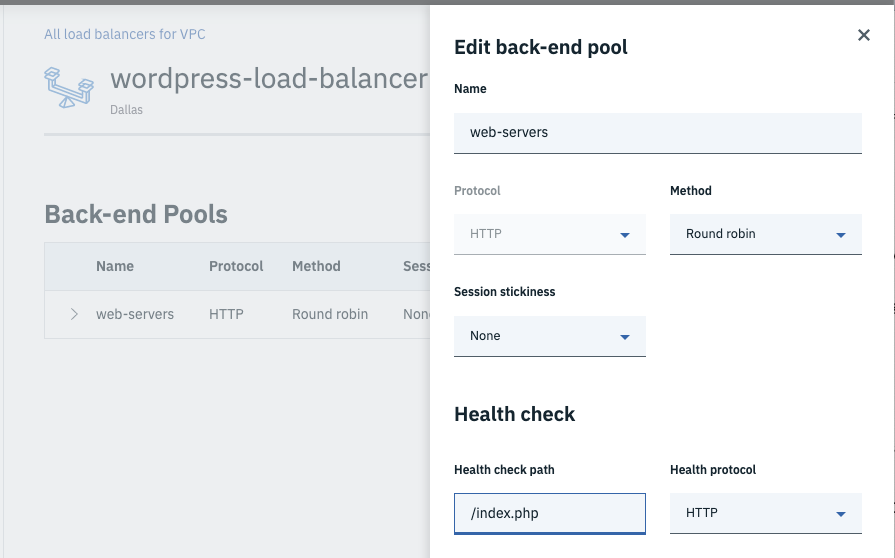 All load balancers for VPC
wordpress-load-balancer
Dallas
Back-end Pools
Name Protocol Method
web-servers HTTP Round robin
Edit back-end pool
Name
web-servers
Protocol Method
HTTP Round robin
Session stickiness
None
Health check
Health check path Health protocol
/index.php HTTP